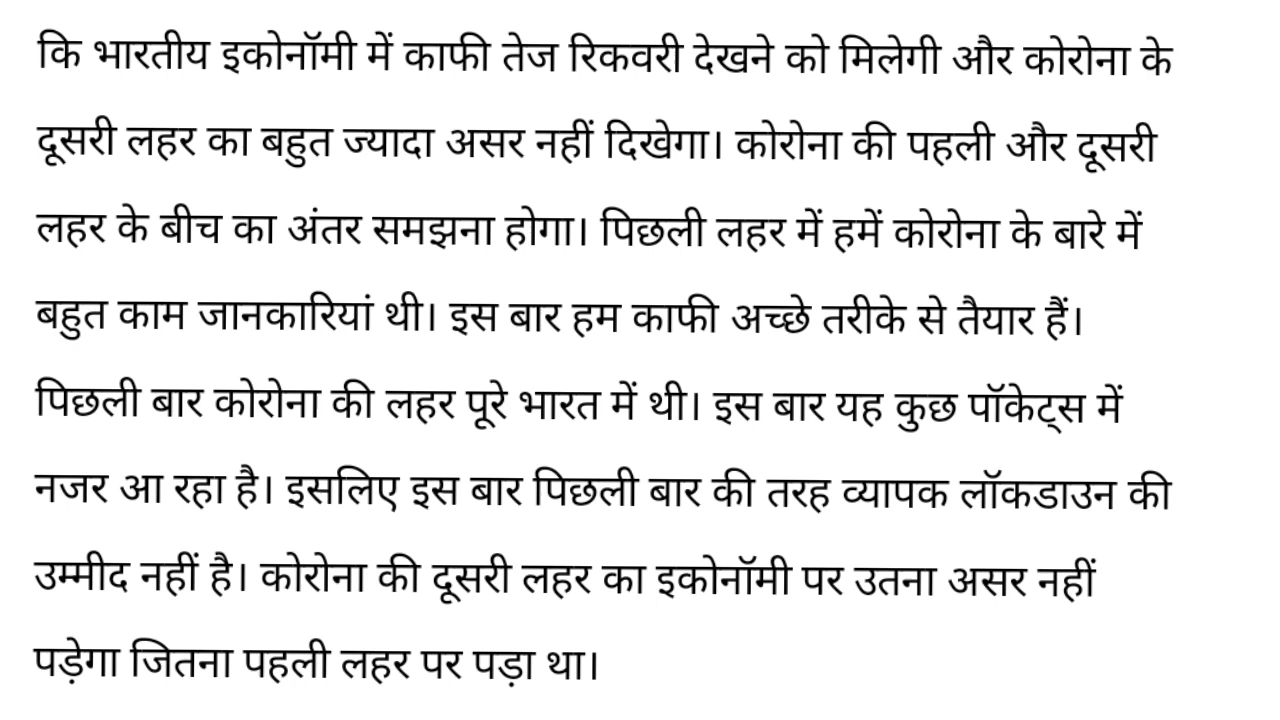 कि भारतीय इकोनॉमी में काफी तेज रिकवरी देखने को मिलेगी और कोरोना के
दूसरी लहर का बहुत ज्यादा असर नहीं दिखेगा। कोरोना की पहली और दूसरी
लहर के बीच का अंतर समझना होगा। पिछली लहर में हमें कोरोना के बारे में
बहुत काम जानकारियां थी। इस बार हम काफी अच्छे तरीके से तैयार हैं।
पिछली बार कोरोना की लहर पूरे भारत में थी। इस बार यह कुछ पॉकेट्स में
नजर आ रहा है। इसलिए इस बार पिछली बार की तरह व्यापक लॉकडाउन की
उम्मीद नहीं है। कोरोना की दूसरी लहर का इकोनॉमी पर उतना असर नहीं
पड़ेगा जितना पहली लहर पर पड़ा था।